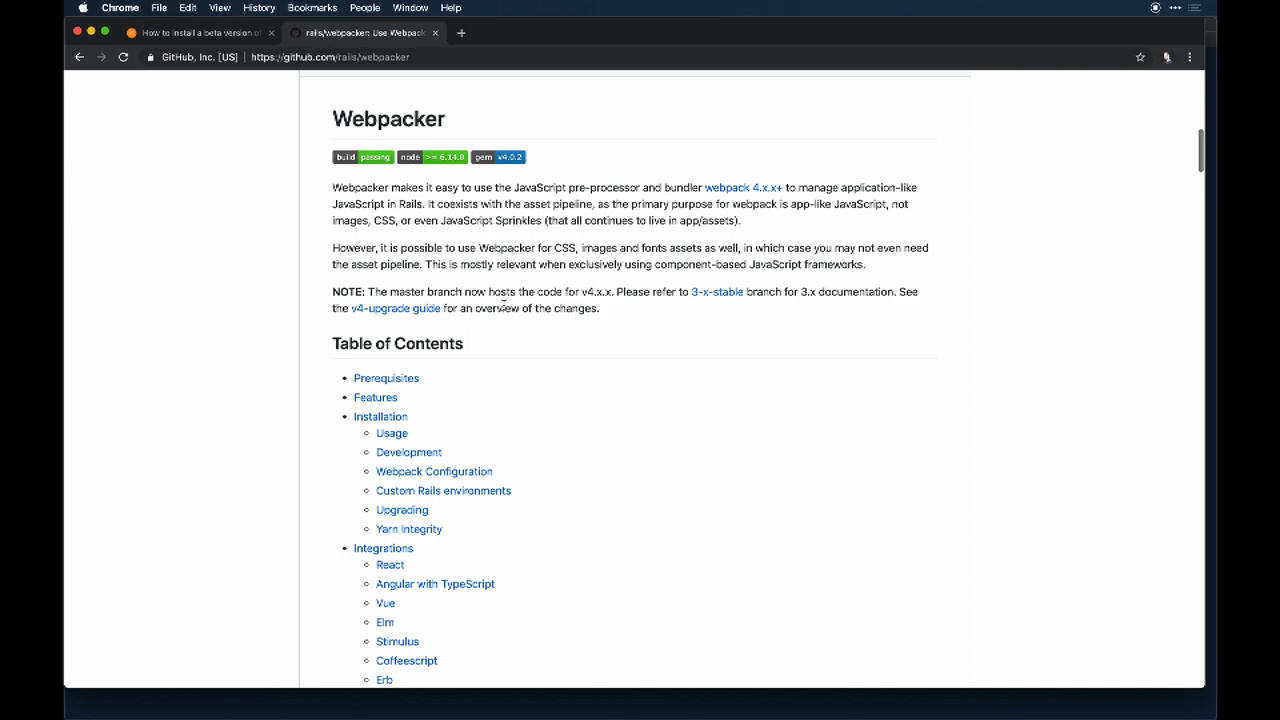 Chrome File Edit View History Bookmarks People Window Help
How to install a beta version of
rails/webpacker: Use Webpack
GitHub, Inc. [US] | https://github.com/rails/webpacker
Webpacker
build passing node >= 6.14.0 gem v4.0.2
Webpacker makes it easy to use the JavaScript pre-processor and bundler webpack 4.x.x+ to manage application-like
JavaScript in Rails. It coexists with the asset pipeline, as the primary purpose for webpack is app-like JavaScript, not
images, CSS, or even JavaScript Sprinkles (that all continues to live in app/assets).
However, it is possible to use Webpacker for CSS, images and fonts assets as well, in which case you may not even need
the asset pipeline. This is mostly relevant when exclusively using component-based JavaScript frameworks.
NOTE: The master branch now hosts the code for v4.x.x. Please refer to 3-x-stable branch for 3.x documentation. See
the v4-upgrade guide for an overview of the changes.
Table of Contents
Prerequisites
Features
Installation
Usage
Development
Webpack Configuration
Custom Rails environments
Upgrading
Yarn Integrity
Integrations
React
Angular with TypeScript
Vue
Elm
Stimulus
Coffeescript
Erb